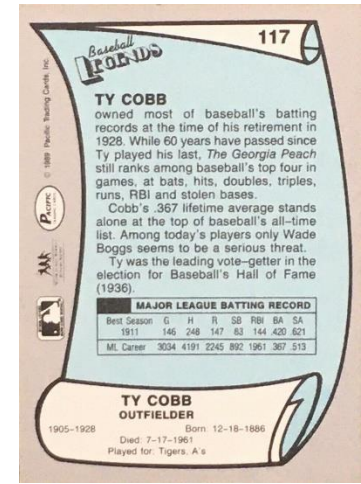 117
Baseball
LEGENDS
© 1989 Pacific Trading Cards, Inc.
PACIFIC
TY COBB
owned most of baseball's batting
records at the time of his retirement in
1928. While 60 years have passed since
Ty played his last, The Georgia Peach
still ranks among baseball's top four in
games, at bats, hits, doubles, triples,
runs, RBI and stolen bases.
Cobb's .367 lifetime average stands
alone at the top of baseball's all-time
list. Among today's players only Wade
Boggs seems to be a serious threat.
Ty was the leading vote-getter in the
election for Baseball's Hall of Fame
(1936).
MAJOR LEAGUE BATTING RECORD
Best Season G H R SB RBI BA SA
1911 146 248 147 83 144 .420 .621
ML Career 3034 4191 2245 892 1961 .367 .513
TY COBB
OUTFIELDER
1905-1928 Born: 12-18-1886
Died: 7-17-1961
Played for: Tigers, A's